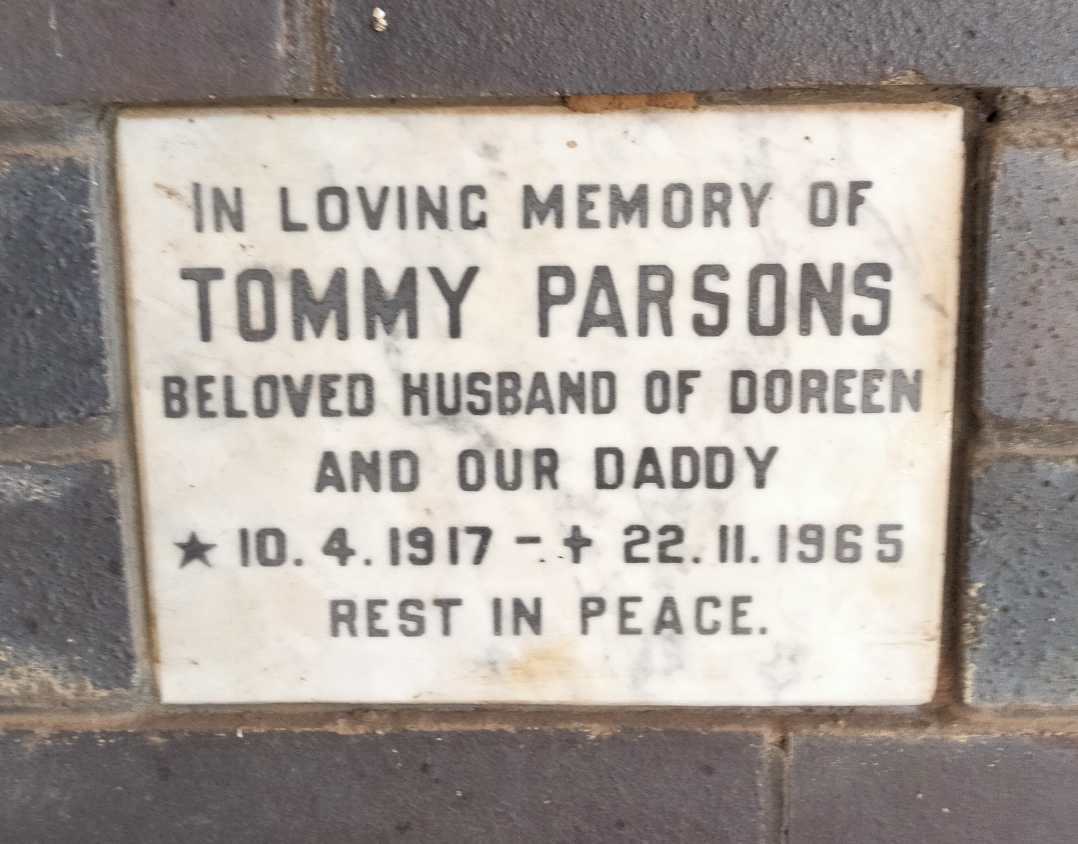 IN LOVING MEMORY OF
TOMMY PARSONS
BELOVED HUSBAND OF DOREEN
AND OUR DADDY
★ 10. 4. 1917 - ✝ 22. 11. 1965
REST IN PEACE.